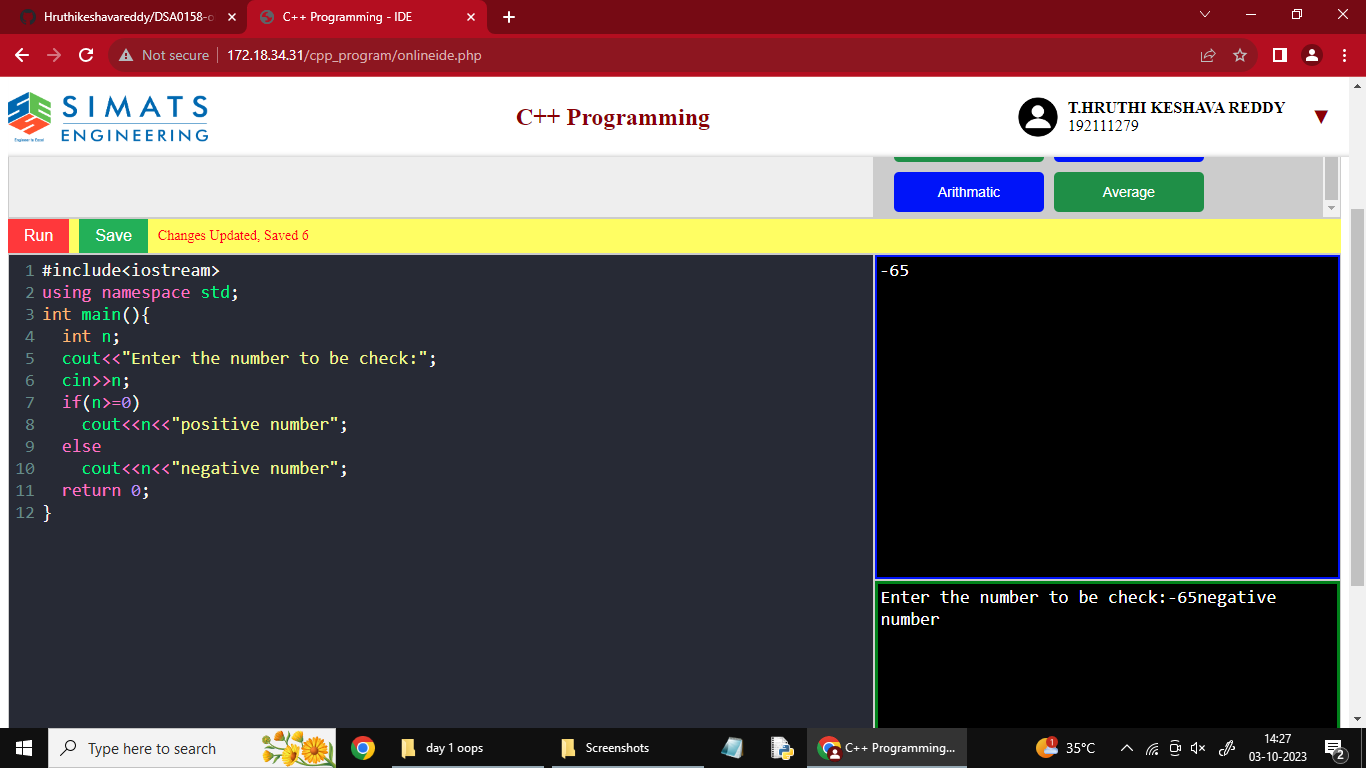 Hruthikeshavareddy/DSA0158-o
C++ Programming - IDE
Not secure
172.18.34.31/cpp_program/onlineide.php
SIMATS
ENGINEERING
Engineer to Excel
C++ Programming
T.HRUTHI KESHAVA REDDY
192111279
Arithmatic
Average
Run
Save
Changes Updated, Saved 6
1 #include<iostream>
2 using namespace std;
3 int main(){
4   int n;
5   cout<<"Enter the number to be check:";
6   cin>>n;
7   if(n>=0)
8     cout<<n<<"positive number";
9   else
10     cout<<n<<"negative number";
11   return 0;
12 }
-65
Enter the number to be check:-65negative
number
Type here to search
day 1 oops
Screenshots
C++ Programming...
1
35°C
14:27
03-10-2023
2